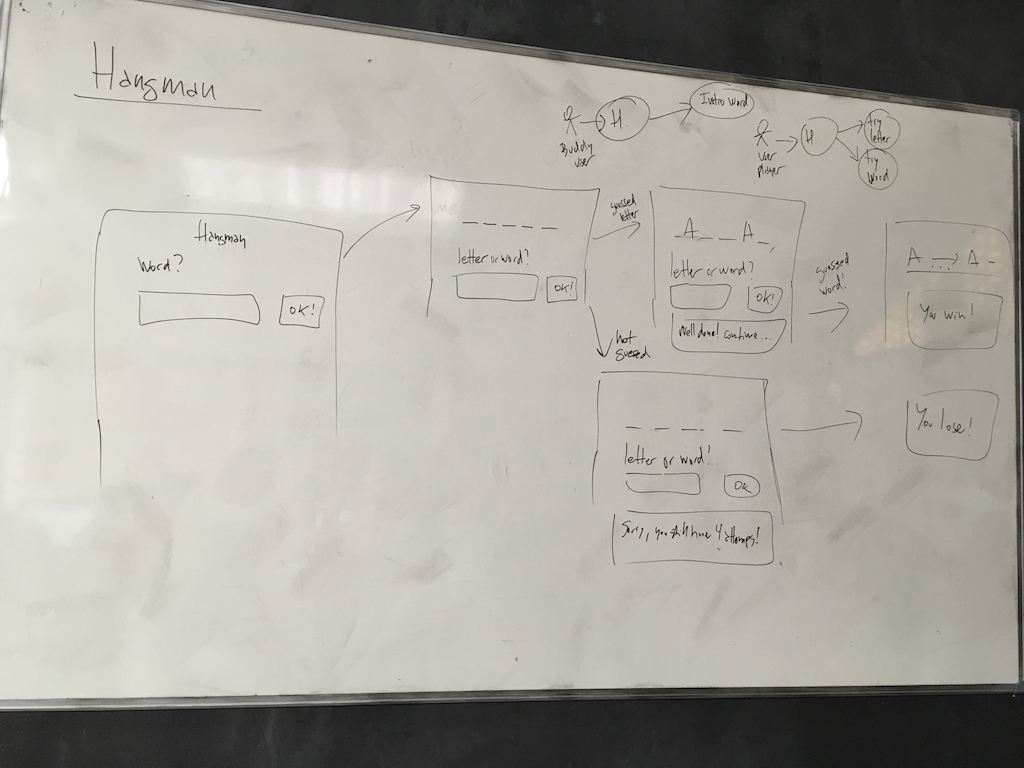 Hangman
H.
Intro Word
Buddy
user
H.
try
letter
try
word
user
player
Hangman
Word?
OK!
letter or word?
OK!
guessed
letter
A _ _ A _
letter or word?
OK!
Well done! continue...
guessed
word!
A ... A _
You win!
not
guessed
_ _ _ _ _
letter or word!
OK
Sorry, you still have 4 attemps!
You lose!